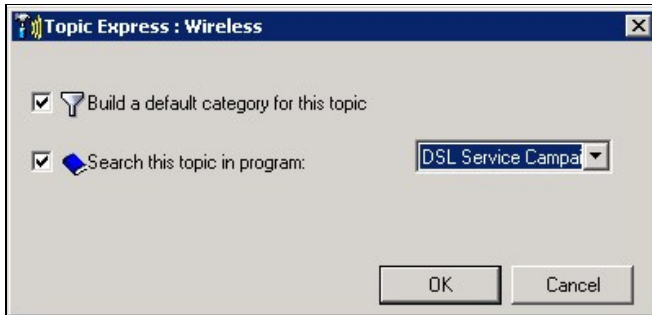 Topic Express : Wireless
Build a default category for this topic
Search this topic in program: DSL Service Campai
OK Cancel